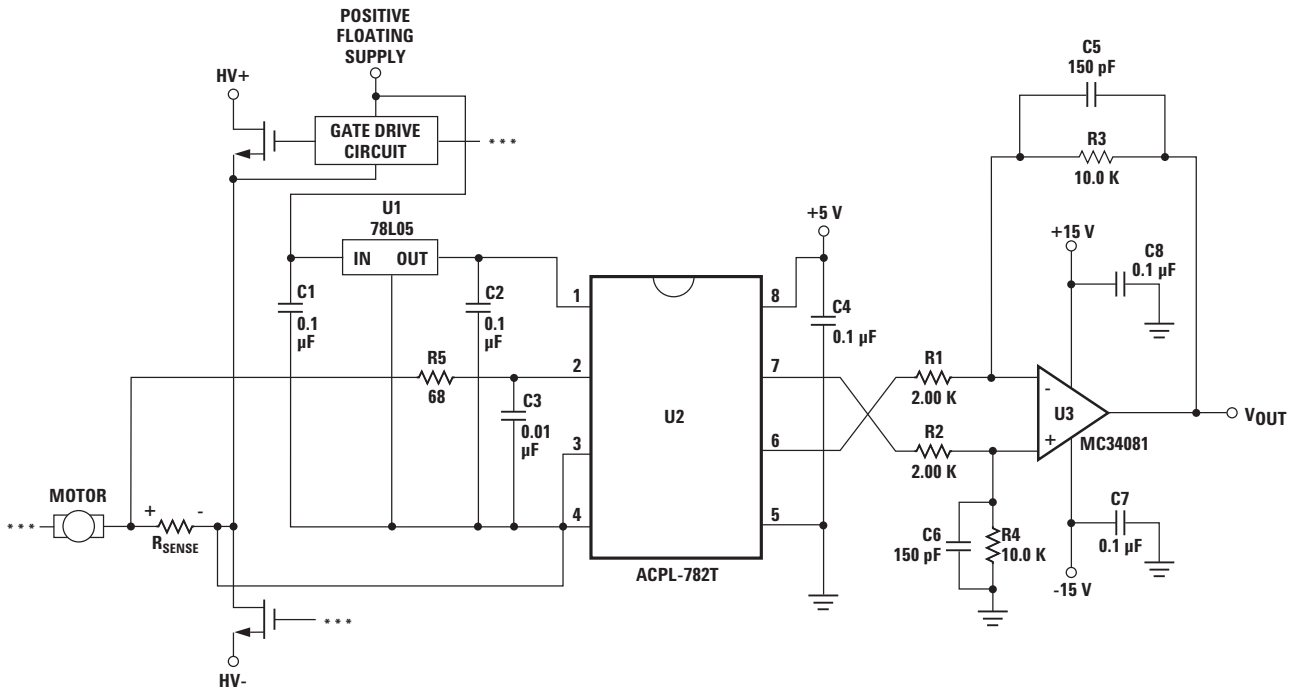 POSITIVE
FLOATING
SUPPLY
HV+
GATE DRIVE
CIRCUIT
***
U1
78L05
IN OUT
C1
0.1
µF
C2
0.1
µF
R5
68
C3
0.01
µF
MOTOR
***
+ -
RSENSE
***
HV-
1
2
3
4
8
7
6
5
U2
ACPL-782T
+5 V
C4
0.1 µF
R1
2.00 K
R2
2.00 K
C5
150 pF
R3
10.0 K
+15 V
C8
0.1 µF
-
+
U3
MC34081
VOUT
C6
150 pF
R4
10.0 K
C7
0.1 µF
-15 V